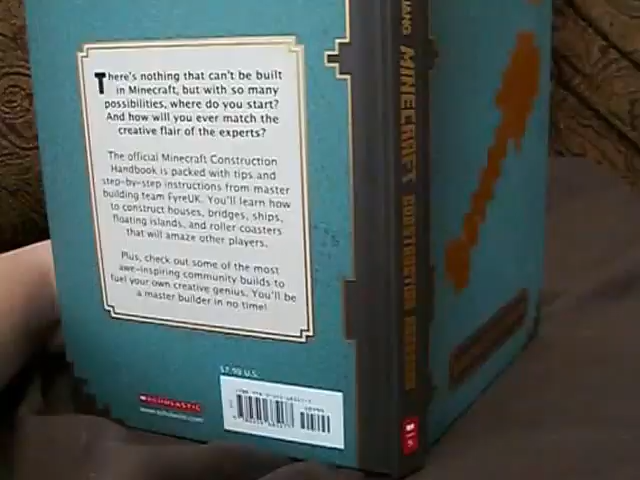 There's nothing that can't be built
in Minecraft, but with so many
possibilities, where do you start?
And how will you ever match the
creative flair of the experts?
The official Minecraft Construction
Handbook is packed with tips and
step-by-step instructions from master
building team FyreUK. You'll learn how
to construct houses, bridges, ships,
floating islands, and roller coasters
that will amaze other players.
Plus, check out some of the most
awe-inspiring community builds to
fuel your own creative genius. You'll be
a master builder in no time!
$7.99 U.S.
SCHOLASTIC
www.scholastic.com
MINECRAFT CONSTRUCTION HANDBOOK